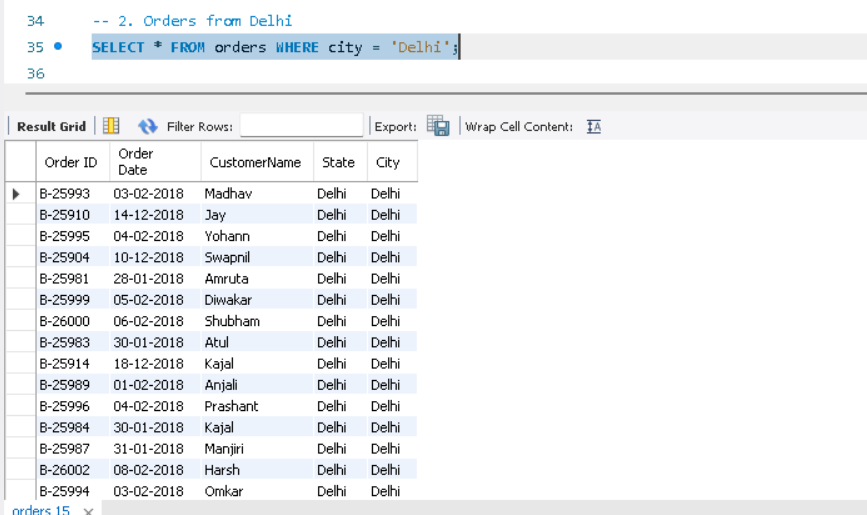 34 -- 2. Orders from Delhi
35 SELECT * FROM orders WHERE city = 'Delhi';
36
Result Grid Filter Rows: Export: Wrap Cell Content: IA
Order ID Order Date CustomerName State City
B-25993 03-02-2018 Madhav Delhi Delhi
B-25910 14-12-2018 Jay Delhi Delhi
B-25995 04-02-2018 Yohann Delhi Delhi
B-25904 10-12-2018 Swapnil Delhi Delhi
B-25981 28-01-2018 Amruta Delhi Delhi
B-25999 05-02-2018 Diwakar Delhi Delhi
B-26000 06-02-2018 Shubham Delhi Delhi
B-25983 30-01-2018 Atul Delhi Delhi
B-25914 18-12-2018 Kajal Delhi Delhi
B-25989 01-02-2018 Anjali Delhi Delhi
B-25996 04-02-2018 Prashant Delhi Delhi
B-25984 30-01-2018 Kajal Delhi Delhi
B-25987 31-01-2018 Manjiri Delhi Delhi
B-26002 08-02-2018 Harsh Delhi Delhi
B-25994 03-02-2018 Omkar Delhi Delhi
orders 15